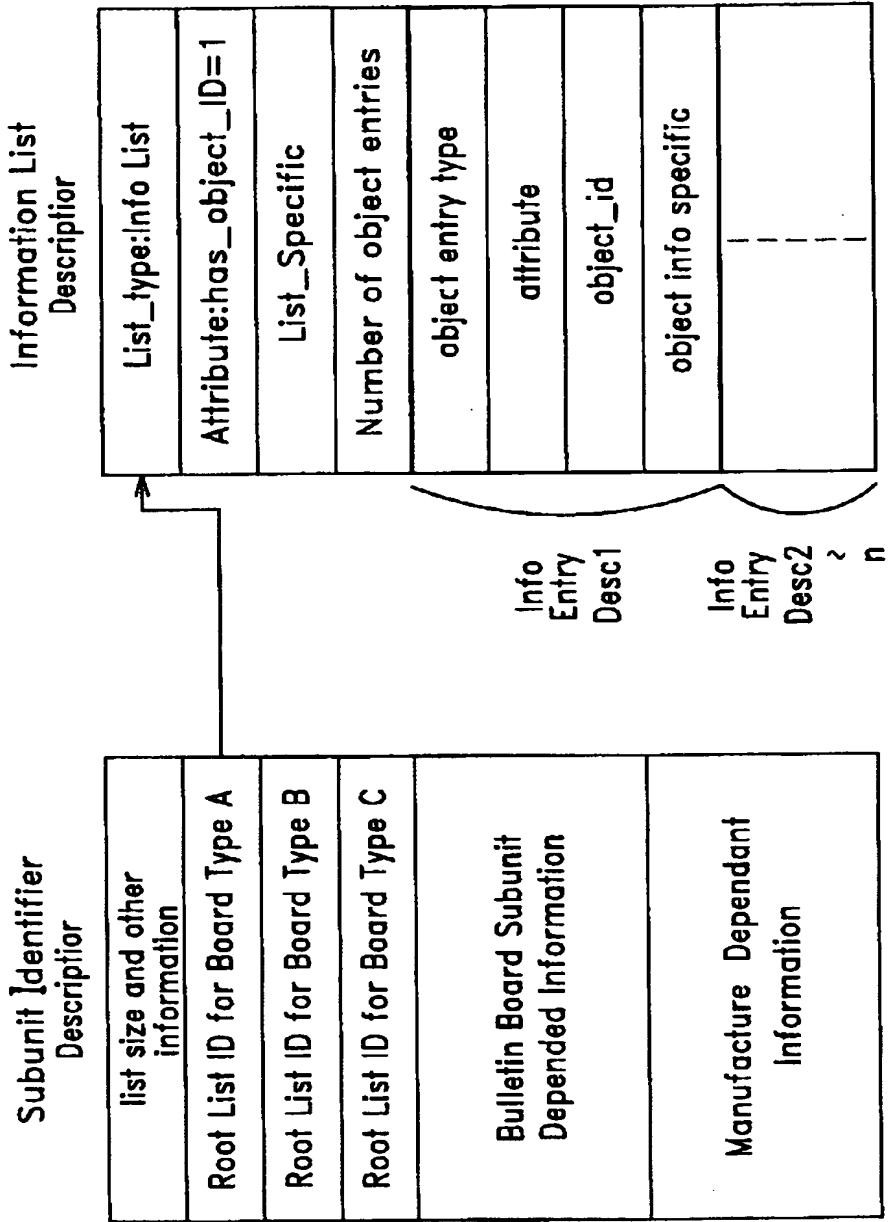 Subunit Identifier
Descriptior
list size and other
information
Root List ID for Board Type A
Root List ID for Board Type B
Root List ID for Board Type C
Bulletin Board Subunit
Depended Information
Manufacture Dependant
Information
Information List
Descriptior
List_type:Info List
Attribute:has_object_ID=1
List_Specific
Number of object entries
object entry type
attribute
object_id
object info specific
Info
Entry
Desc1
Info
Entry
Desc2
~
n